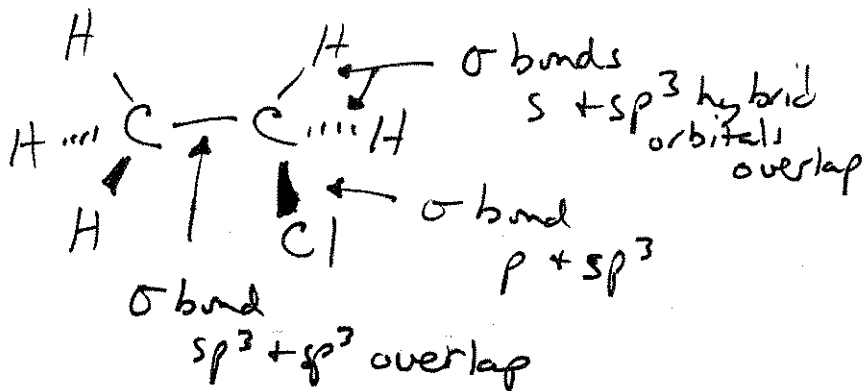 H H
σ bonds
s + sp³ hybrid
orbitals
overlap
H C C H
H Cl
σ bond
p + sp³
σ bond
sp³ + sp³ overlap